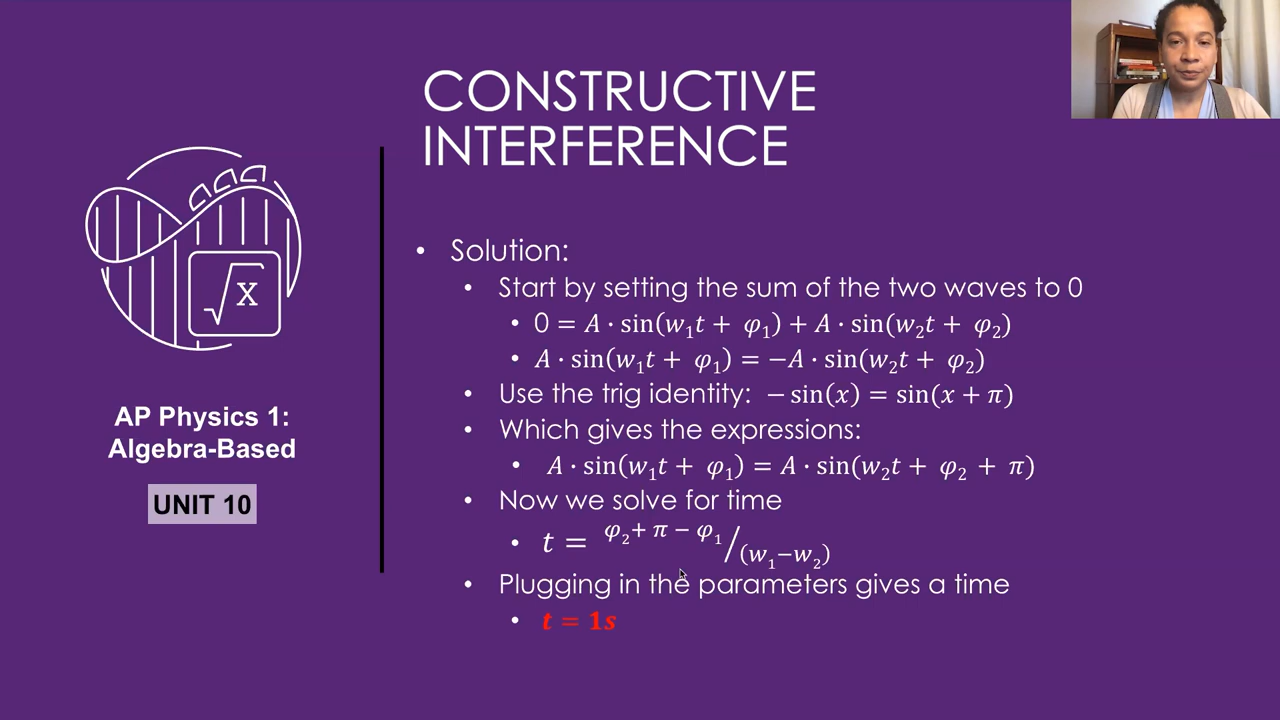 CONSTRUCTIVE
INTERFERENCE
√x
AP Physics 1:
Algebra-Based
UNIT 10
• Solution:
• Start by setting the sum of the two waves to 0
• 0 = A · sin(w₁t + φ₁) + A · sin(w₂t + φ₂)
• A · sin(w₁t + φ₁) = −A · sin(w₂t + φ₂)
• Use the trig identity: − sin(x) = sin(x + π)
• Which gives the expressions:
• A · sin(w₁t + φ₁) = A · sin(w₂t + φ₂ + π)
• Now we solve for time
• t = φ₂ + π − φ₁/(w₁−w₂)
• Plugging in the parameters gives a time
• t = 1s